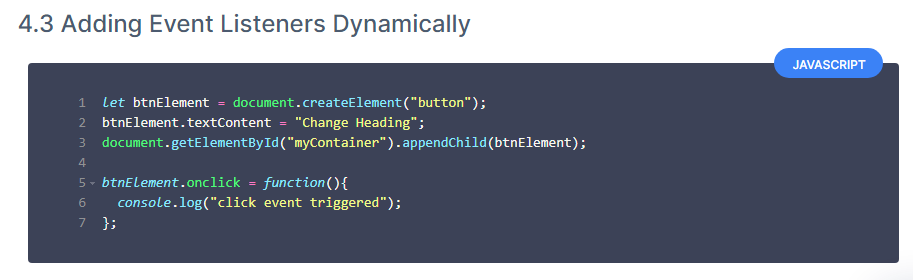 4.3 Adding Event Listeners Dynamically
JAVASCRIPT
1 let btnElement = document.createElement("button");
2 btnElement.textContent = "Change Heading";
3 document.getElementById("myContainer").appendChild(btnElement);
4
5 btnElement.onclick = function(){
6   console.log("click event triggered");
7 };